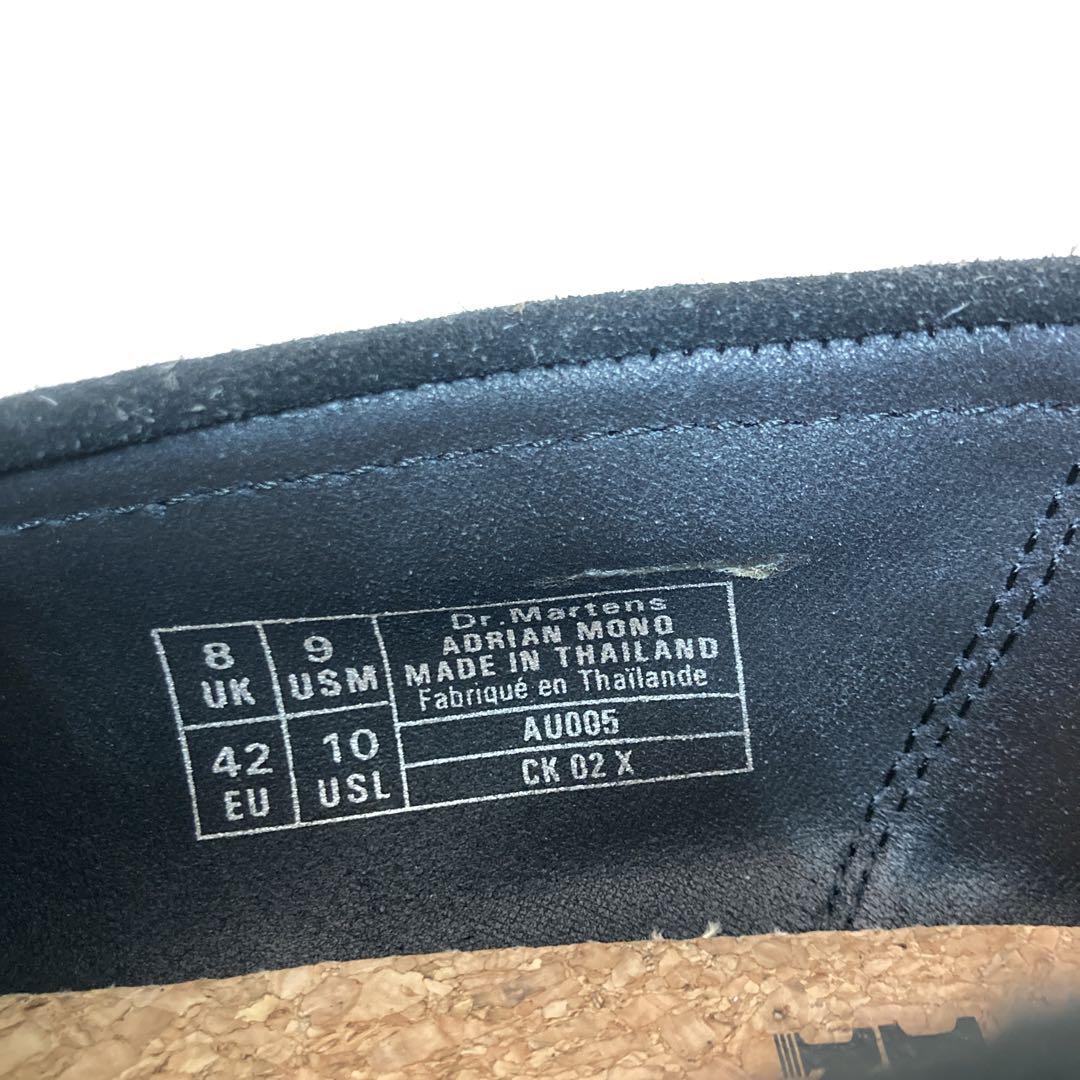 8
UK
9
USM
42
EU
10
USL
Dr.Martens
ADRIAN MONO
MADE IN THAILAND
Fabriqué en Thaïlande
AU005
CK 02 X